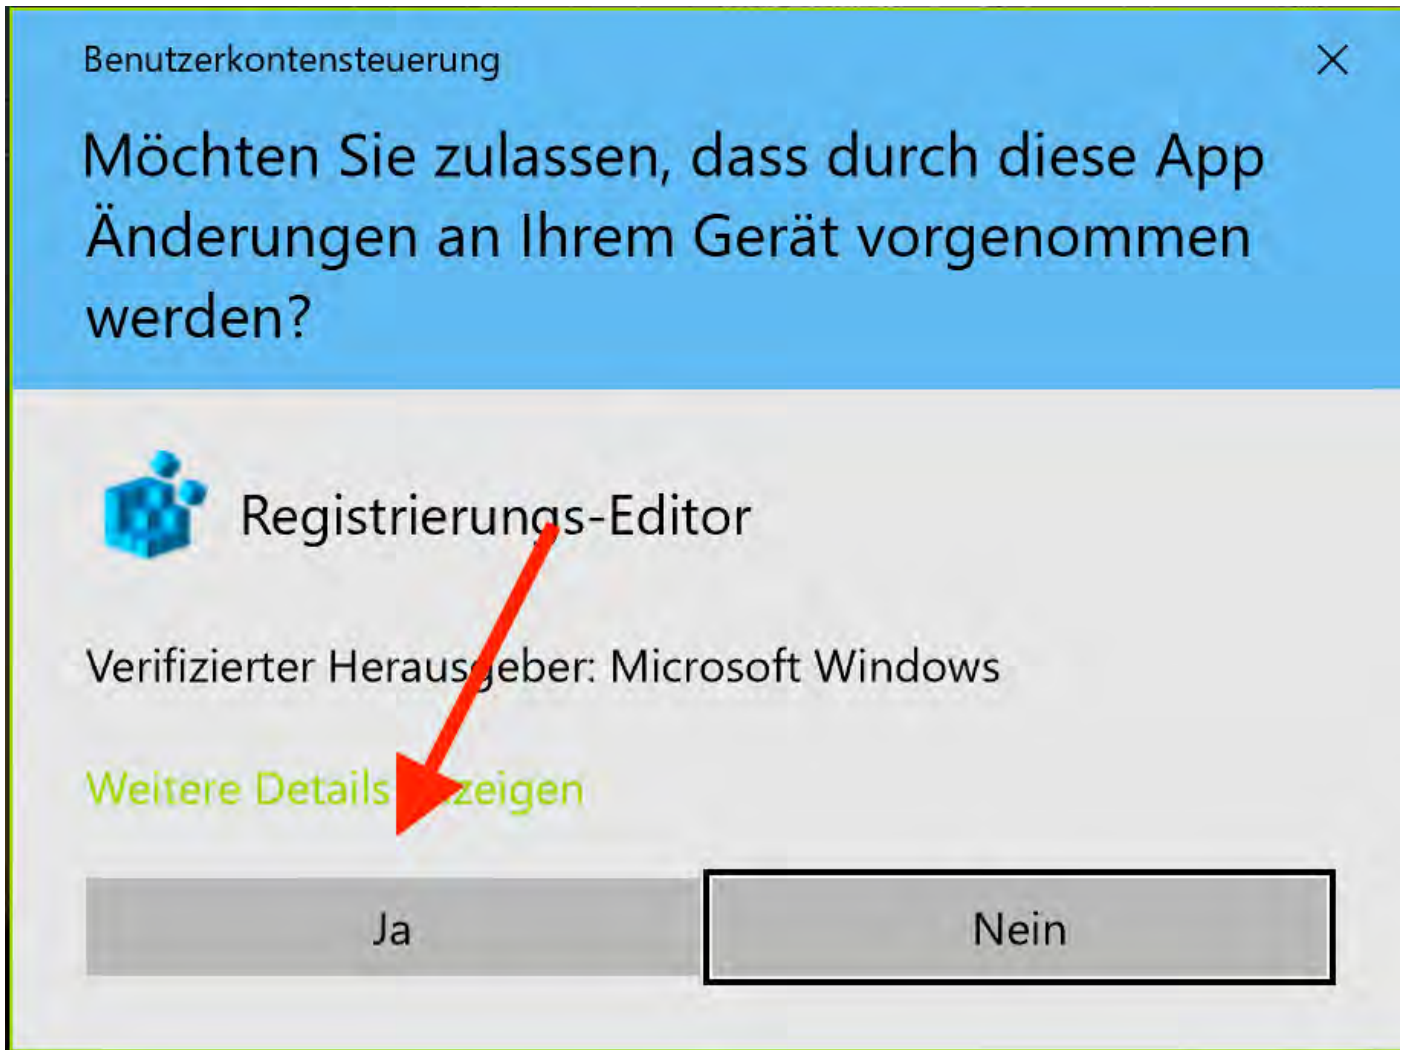 Benutzerkontensteuerung
Möchten Sie zulassen, dass durch diese App
Änderungen an Ihrem Gerät vorgenommen
werden?
Registrierungs-Editor
Verifizierter Herausgeber: Microsoft Windows
Weitere Details anzeigen
Ja
Nein